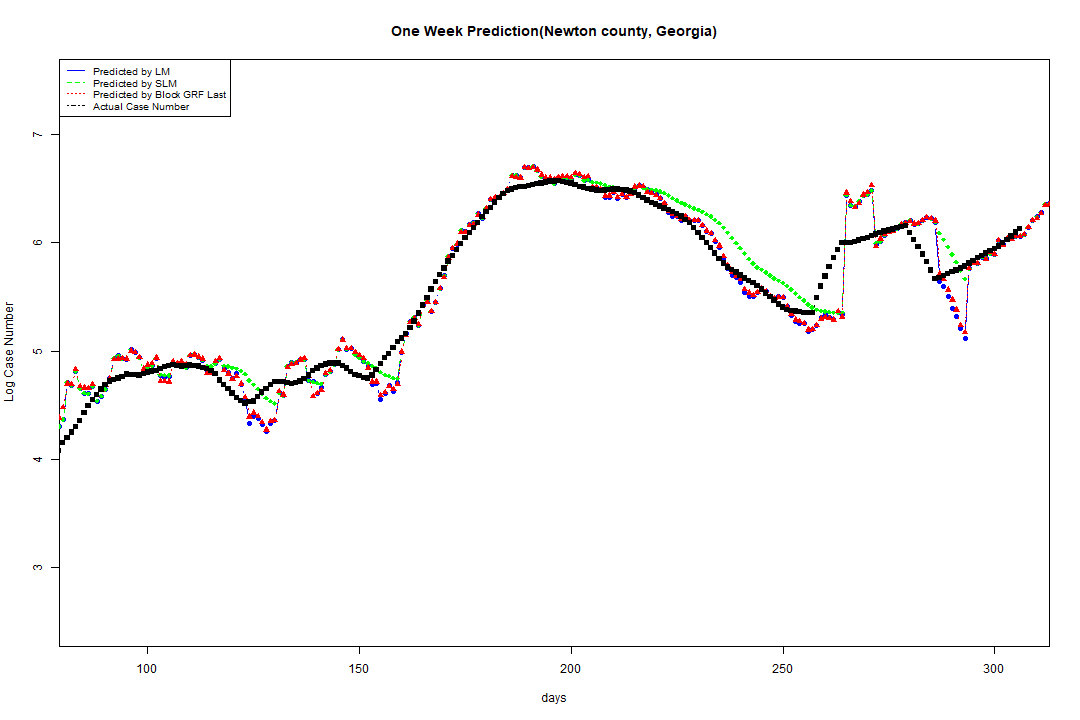 One Week Prediction(Newton county, Georgia)
Predicted by LM
Predicted by SLM
Predicted by Block GRF Last
Actual Case Number
7
6
5
4
3
Log Case Number
100 150 200 250 300
days